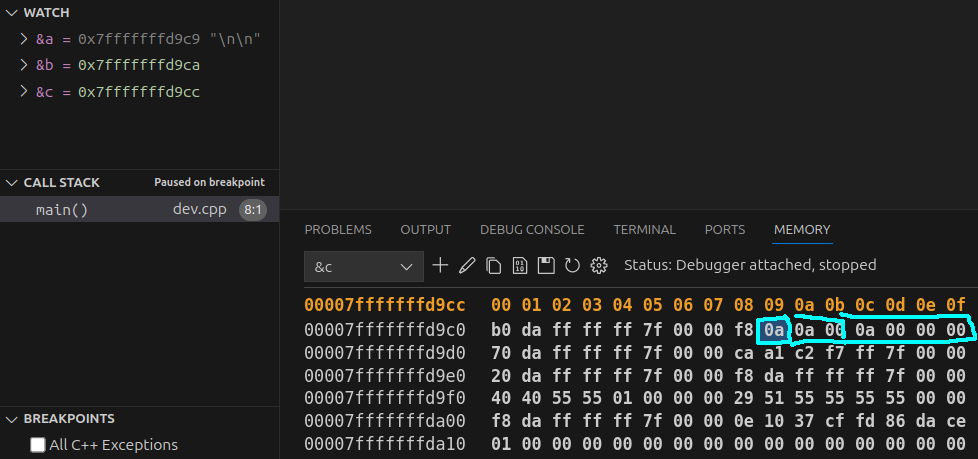 WATCH
&a = 0x7fffffffd9c9 "\n\n"
&b = 0x7fffffffd9ca
&c = 0x7fffffffd9cc
CALL STACK Paused on breakpoint
main() dev.cpp 8:1
PROBLEMS OUTPUT DEBUG CONSOLE TERMINAL PORTS MEMORY
&c Status: Debugger attached, stopped
00007fffffffd9cc 00 01 02 03 04 05 06 07 08 09 0a 0b 0c 0d 0e 0f
00007fffffffd9c0 b0 da ff ff ff 7f 00 00 f8 0a 0a 00 0a 00 00 00
00007fffffffd9d0 70 da ff ff ff 7f 00 00 ca a1 c2 f7 ff 7f 00 00
00007fffffffd9e0 20 da ff ff ff 7f 00 00 f8 da ff ff ff 7f 00 00
00007fffffffd9f0 40 40 55 55 01 00 00 00 29 51 55 55 55 55 00 00
00007fffffffda00 f8 da ff ff ff 7f 00 00 0e 10 37 cf fd 86 da ce
00007fffffffda10 01 00 00 00 00 00 00 00 00 00 00 00 00 00 00 00
BREAKPOINTS
All C++ Exceptions